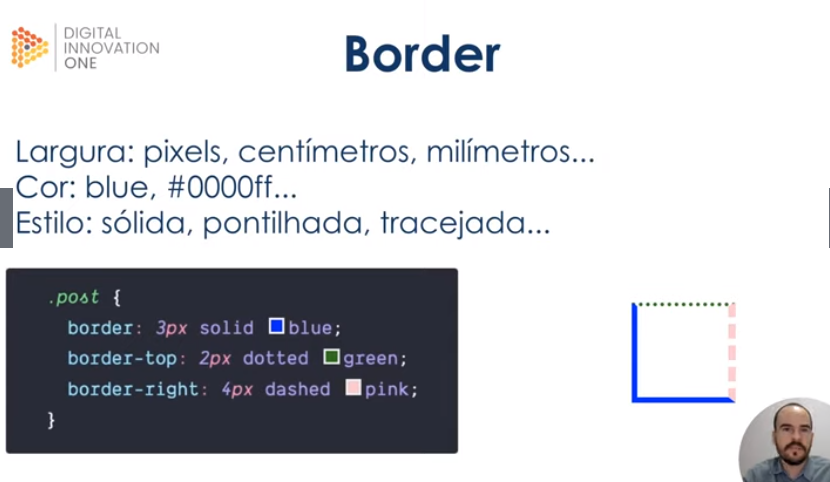 DIGITAL
INNOVATION
ONE
Border
Largura: pixels, centímetros, milímetros...
Cor: blue, #0000ff...
Estilo: sólida, pontilhada, tracejada...
.post {
border: 3px solid blue;
border-top: 2px dotted green;
border-right: 4px dashed pink;
}